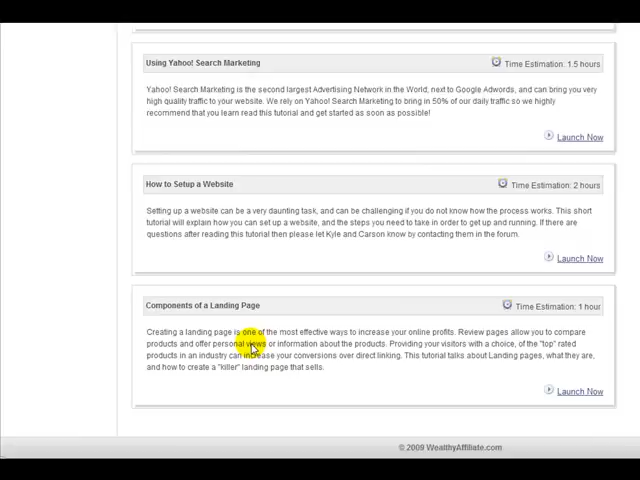 Using Yahoo! Search Marketing
Time Estimation: 1.5 hours
Yahoo! Search Marketing is the second largest Advertising Network in the World, next to Google Adwords, and can bring you very
high quality traffic to your website. We rely on Yahoo! Search Marketing to bring in 50% of our daily traffic so we highly
recommend that you learn read this tutorial and get started as soon as possible!
Launch Now
How to Setup a Website
Time Estimation: 2 hours
Setting up a website can be a very daunting task, and can be challenging if you do not know how the process works. This short
tutorial will explain how you can set up a website, and the steps you need to take in order to get up and running. If there are
questions after reading this tutorial then please let Kyle and Carson know by contacting them in the forum.
Launch Now
Components of a Landing Page
Time Estimation: 1 hour
Creating a landing page is one of the most effective ways to increase your online profits. Review pages allow you to compare
products and offer personal views or information about the products. Providing your visitors with a choice, of the "top" rated
products in an industry can increase your conversions over direct linking. This tutorial talks about Landing pages, what they are,
and how to create a "killer" landing page that sells.
Launch Now
© 2009 WealthyAffiliate.com